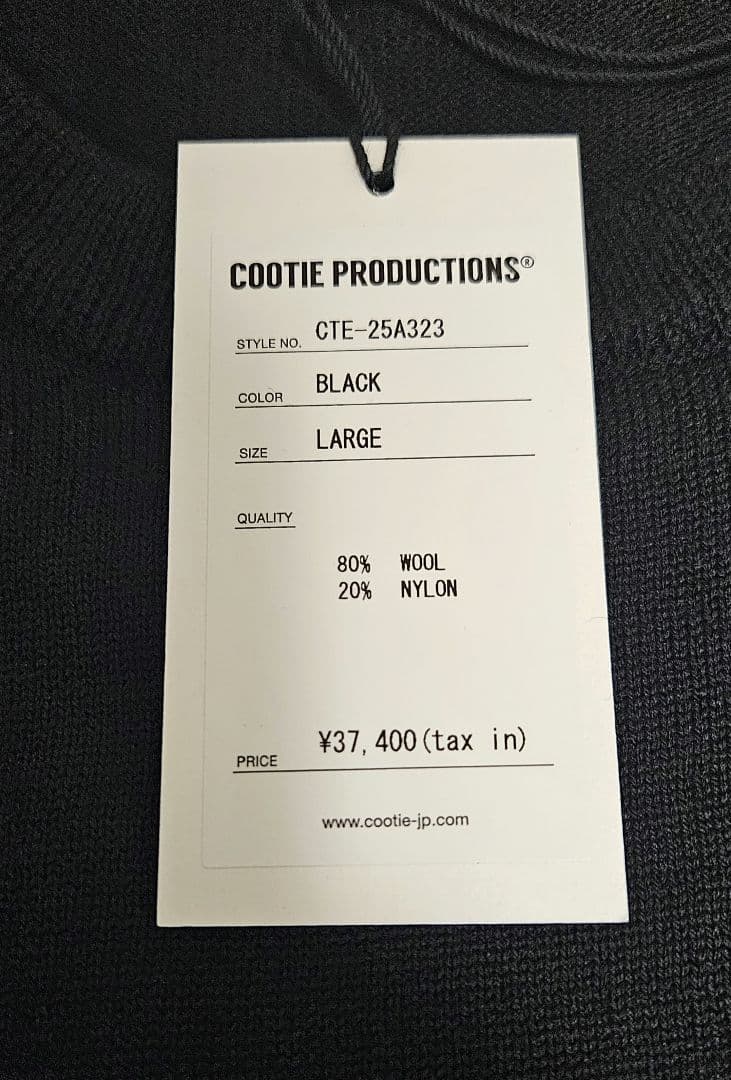 COOTIE PRODUCTIONS®
STYLE NO. CTE-25A323
COLOR BLACK
SIZE LARGE
QUALITY
80% WOOL
20% NYLON
PRICE ¥37,400(tax in)
www.cootie-jp.com